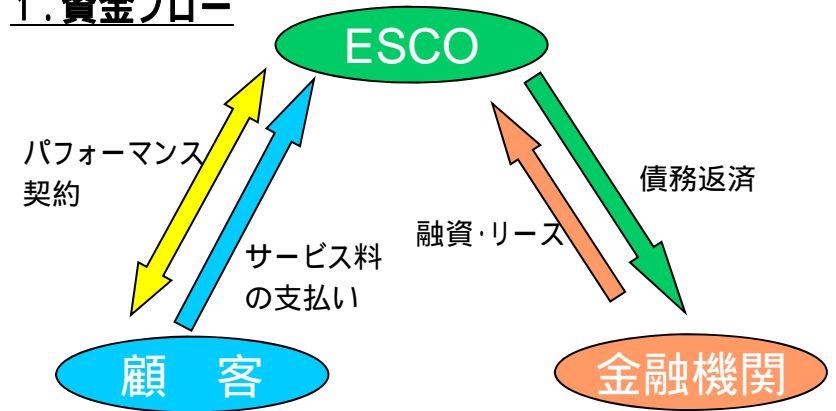 1.資金フロー
ESCO
パフォーマンス
契約
サービス料
の支払い
融資・リース
債務返済
顧　客
金融機関